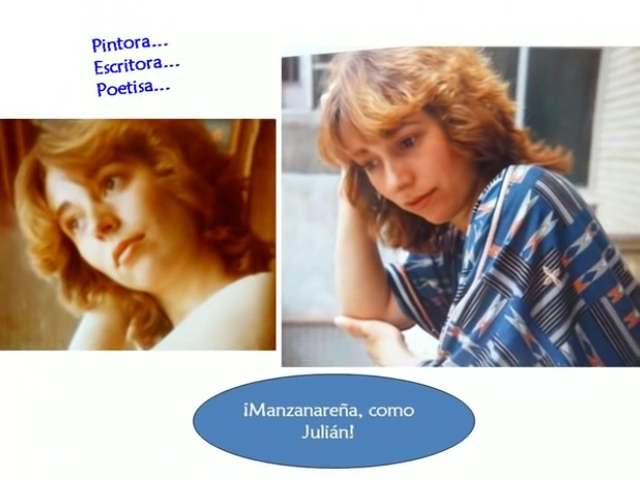 Pintora...
Escritora...
Poetisa...
¡Manzanareña, como
Julián!